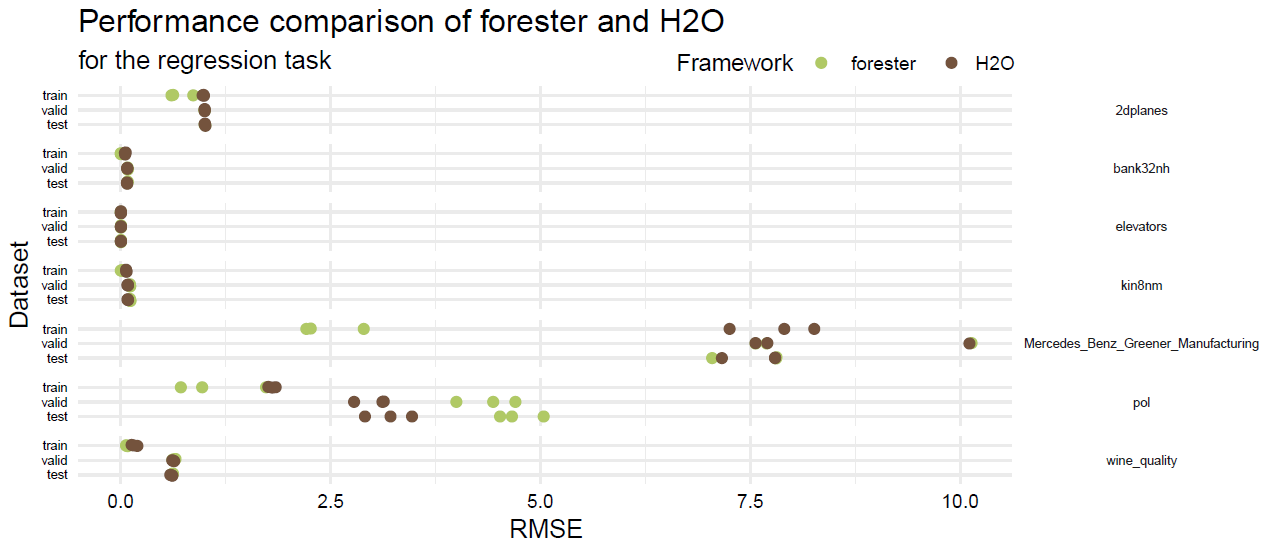 Performance comparison of forester and H2O
for the regression task
Framework forester H2O
train
valid
test
2dplanes
train
valid
test
bank32nh
train
valid
test
elevators
train
valid
test
kin8nm
train
valid
test
Mercedes_Benz_Greener_Manufacturing
train
valid
test
pol
train
valid
test
wine_quality
Dataset
0.0 2.5 5.0 7.5 10.0
RMSE